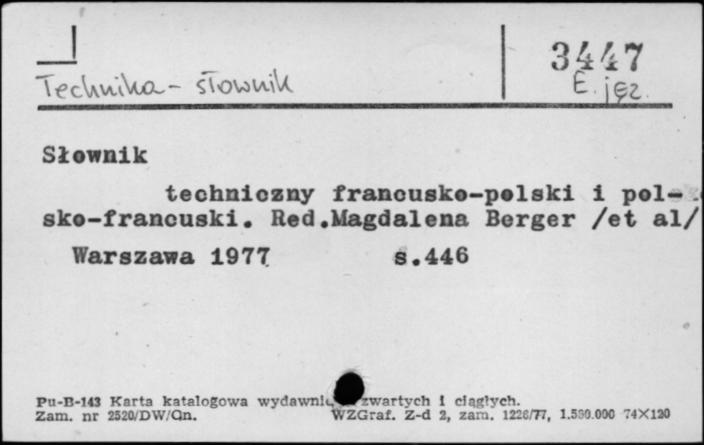 3447
Technika - słownik
E. jęz.
Słownik
techniczny francusko-polski i pol-
sko-francuski. Red.Magdalena Berger /et al/
Warszawa 1977 s.446
Pu-B-143 Karta katalogowa zwartych i ciągłych.
Zam. nr 2520/DW/Qn. WZGraf. Z-d 2, zam. 1226/77, 1.500.000 74×120